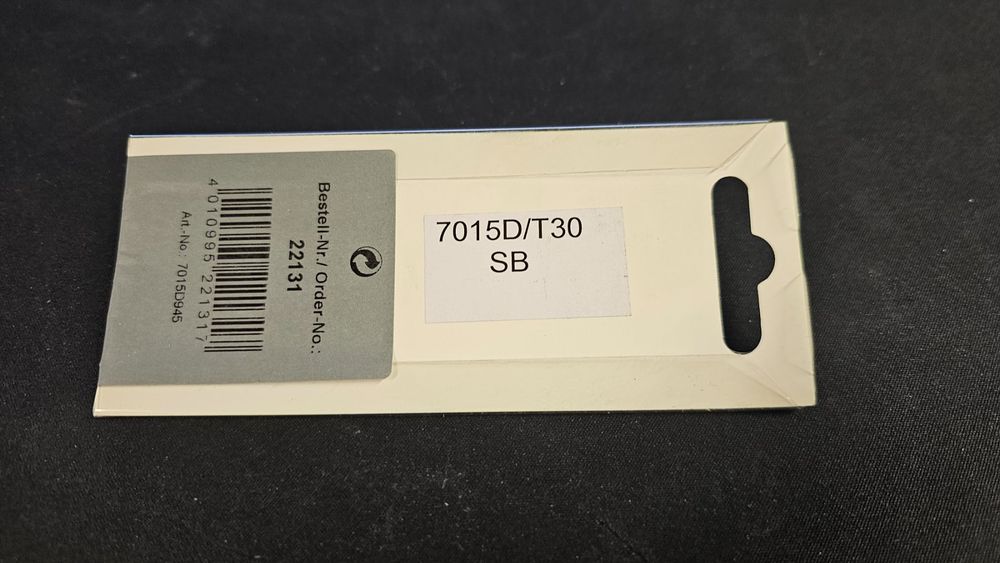 7015D/T30
SB
Bestell-Nr./ Order-No.:
22131
4 010995 221317
Art.-No.: 7015D945